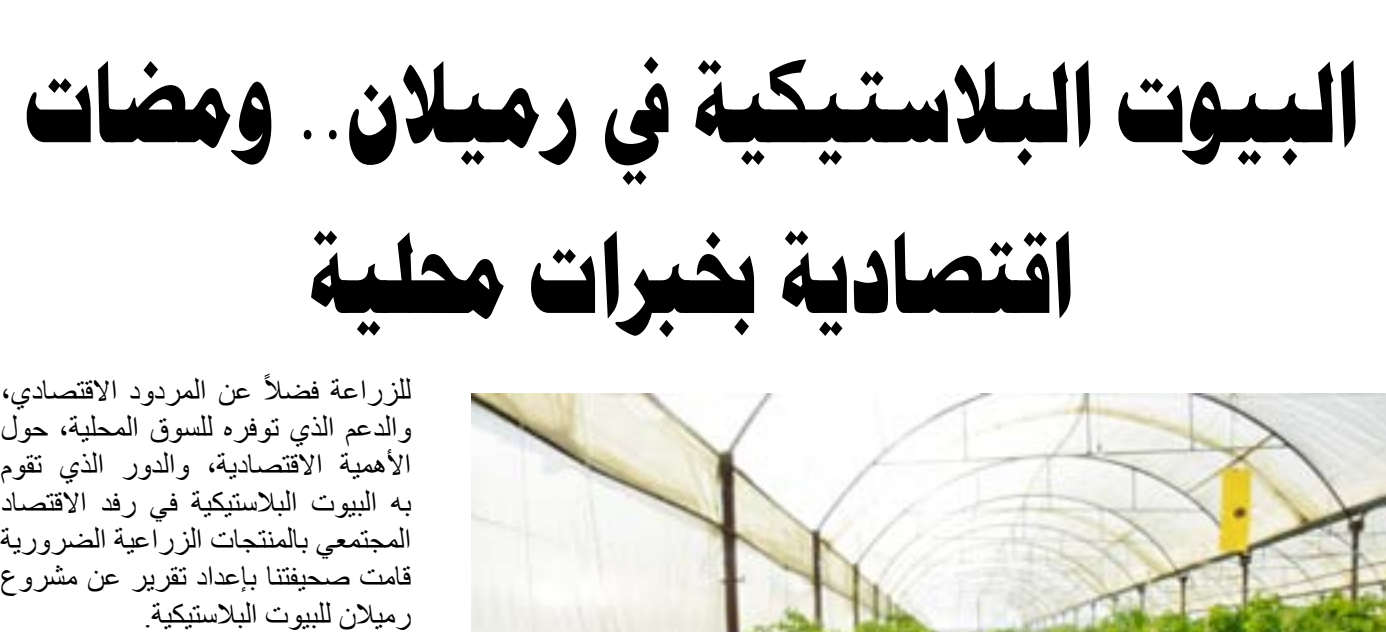 البيوت البلاستيكية في رميلان.. ومضات
اقتصادية بخبرات محلية
للزراعة فضلاً عن المردود الاقتصادي،
والدعم الذي توفره للسوق المحلية، حول
الأهمية الاقتصادية، والدور الذي تقوم
به البيوت البلاستيكية في رفد الاقتصاد
المجتمعي بالمنتجات الزراعية الضرورية
قامت صحيفتنا بإعداد تقرير عن مشروع
رميلان للبيوت البلاستيكية.